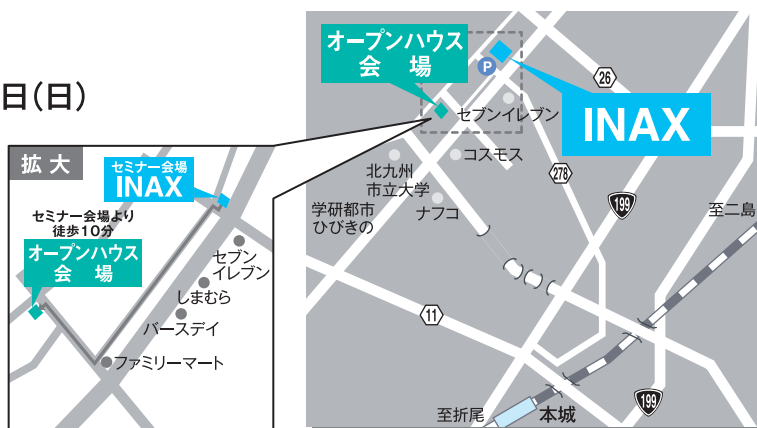 日(日)
オープンハウス
会 場
P
26
セブンイレブン
INAX
コスモス
北九州
市立大学
278
学研都市
ひびきの
ナフコ
199
至二島
11
199
至折尾
本城
拡大
セミナー会場
INAX
セミナー会場より
徒歩10分
オープンハウス
会 場
セブン
イレブン
しまむら
バースデイ
ファミリーマート